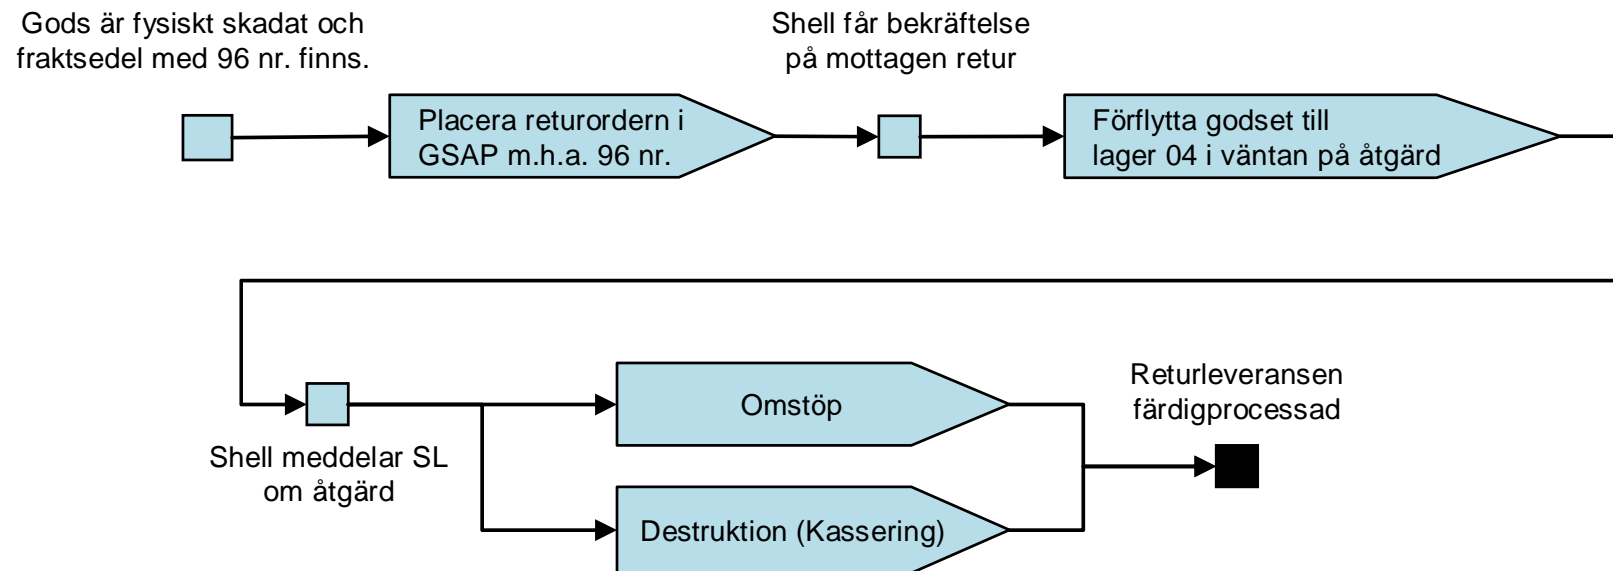 Gods är fysiskt skadat och
fraktsedel med 96 nr. finns.
Placera returordern i
GSAP m.h.a. 96 nr.
Shell får bekräftelse
på mottagen retur
Förflytta godset till
lager 04 i väntan på åtgärd
Shell meddelar SL
om åtgärd
Omstöp
Destruktion (Kassering)
Returleveransen
färdigprocessad